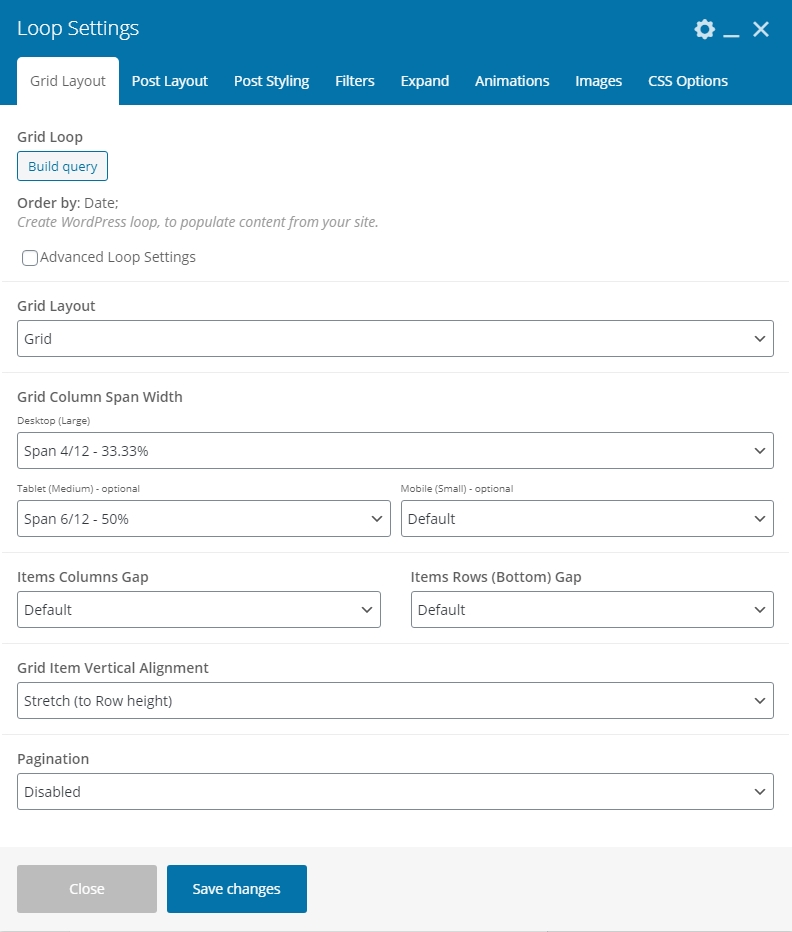 Loop Settings
Grid Layout Post Layout Post Styling Filters Expand Animations Images CSS Options
Grid Loop
Build query
Order by: Date;
Create WordPress loop, to populate content from your site.
Advanced Loop Settings
Grid Layout
Grid
Grid Column Span Width
Desktop (Large)
Span 4/12 - 33.33%
Tablet (Medium) - optional Mobile (Small) - optional
Span 6/12 - 50% Default
Items Columns Gap Items Rows (Bottom) Gap
Default Default
Grid Item Vertical Alignment
Stretch (to Row height)
Pagination
Disabled
Close Save changes